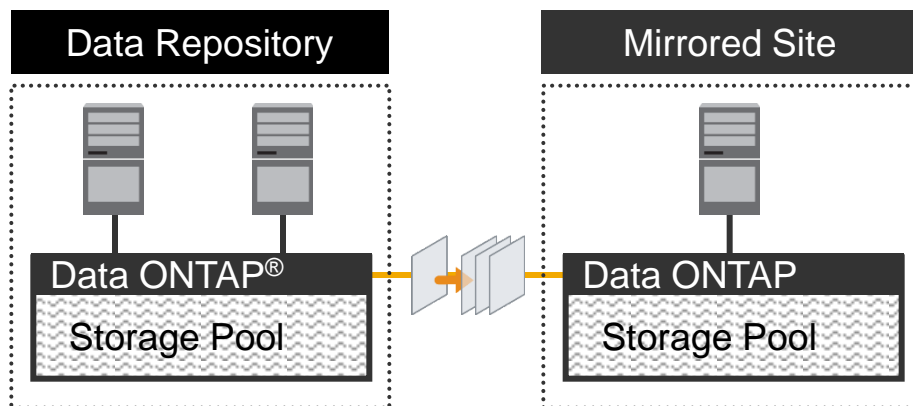 Data Repository
Mirrored Site
Data ONTAP®
Storage Pool
Data ONTAP
Storage Pool